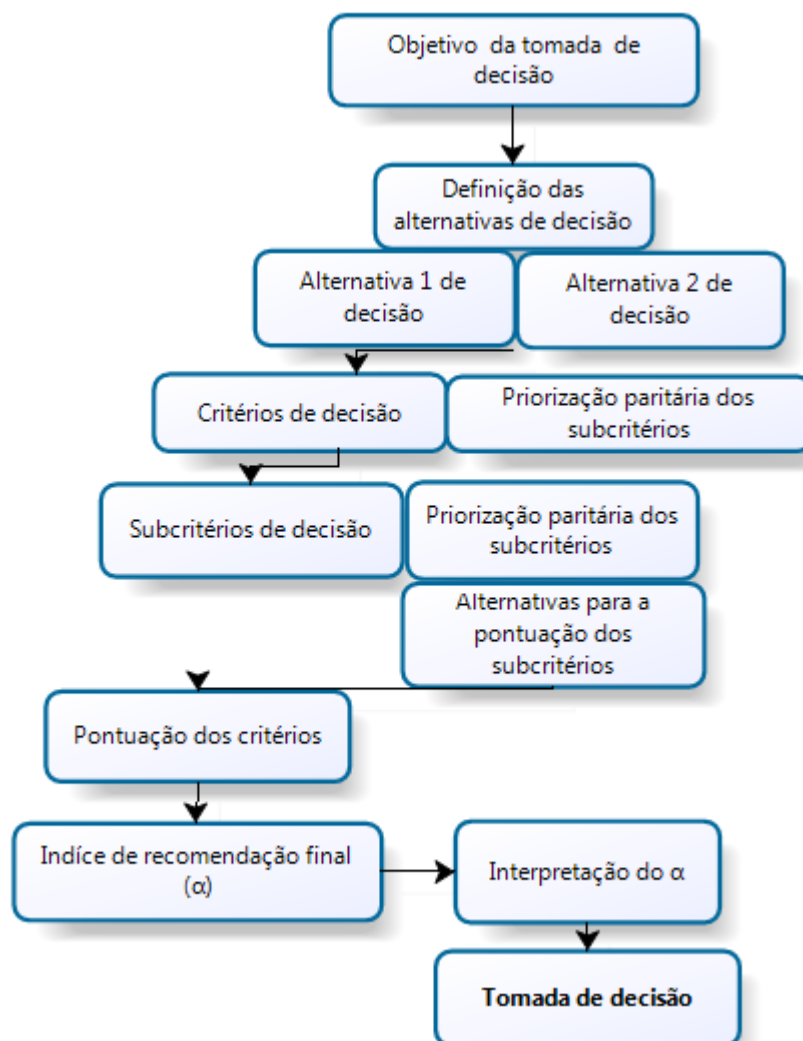 Objetivo da tomada de
decisão
Definição das
alternativas de decisão
Alternativa 1 de
decisão
Alternativa 2 de
decisão
Critérios de decisão
Priorização paritária dos
subcritérios
Subcritérios de decisão
Priorização paritária dos
subcritérios
Alternativas para a
pontuação dos
subcritérios
Pontuação dos critérios
Indíce de recomendação final
(α)
Interpretação do α
Tomada de decisão